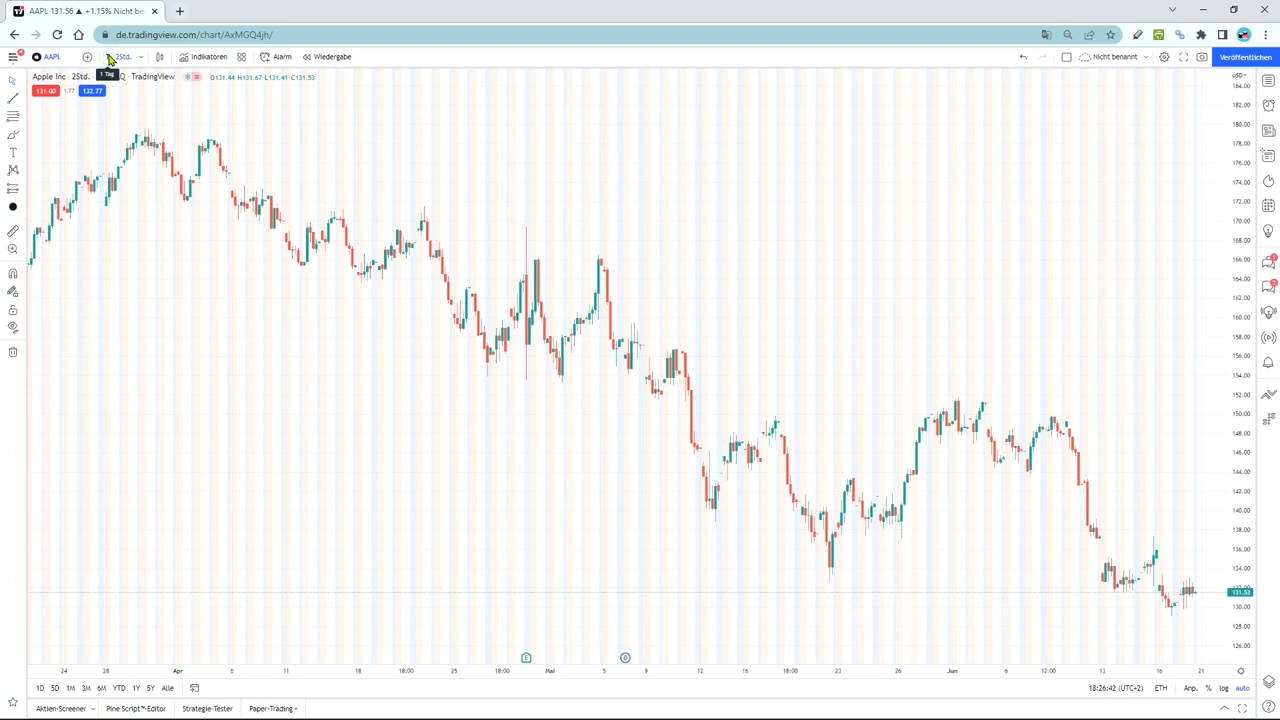 AAPL 131.56 ▲ +1.15% Nicht be
de.tradingview.com/chart/AxMGQ4jh/
AAPL 2Std. Indikatoren Alarm Wiedergabe Nicht benannt Veröffentlichen
1 Tag
Apple Inc · 2Std. Q · TradingView O131.44 H131.67 L131.41 C131.53
131.00 1.77 132.77
USD
184.00
182.00
180.00
178.00
176.00
174.00
172.00
170.00
168.00
166.00
164.00
162.00
160.00
158.00
156.00
154.00
152.00
150.00
148.00
146.00
144.00
142.00
140.00
138.00
136.00
134.00
132.00
131.53
130.00
128.00
126.00
E D
24 28 Apr 6 11 18 18:00 25 18:00 Mai 5 9 12 16 18:00 23 26 Jun 6 12:00 13 16 21
1D 5D 1M 3M 6M YTD 1Y 5Y Alle 18:26:42 (UTC+2) ETH Anp. % log auto
Aktien-Screener Pine Script™-Editor Strategie-Tester Paper-Trading